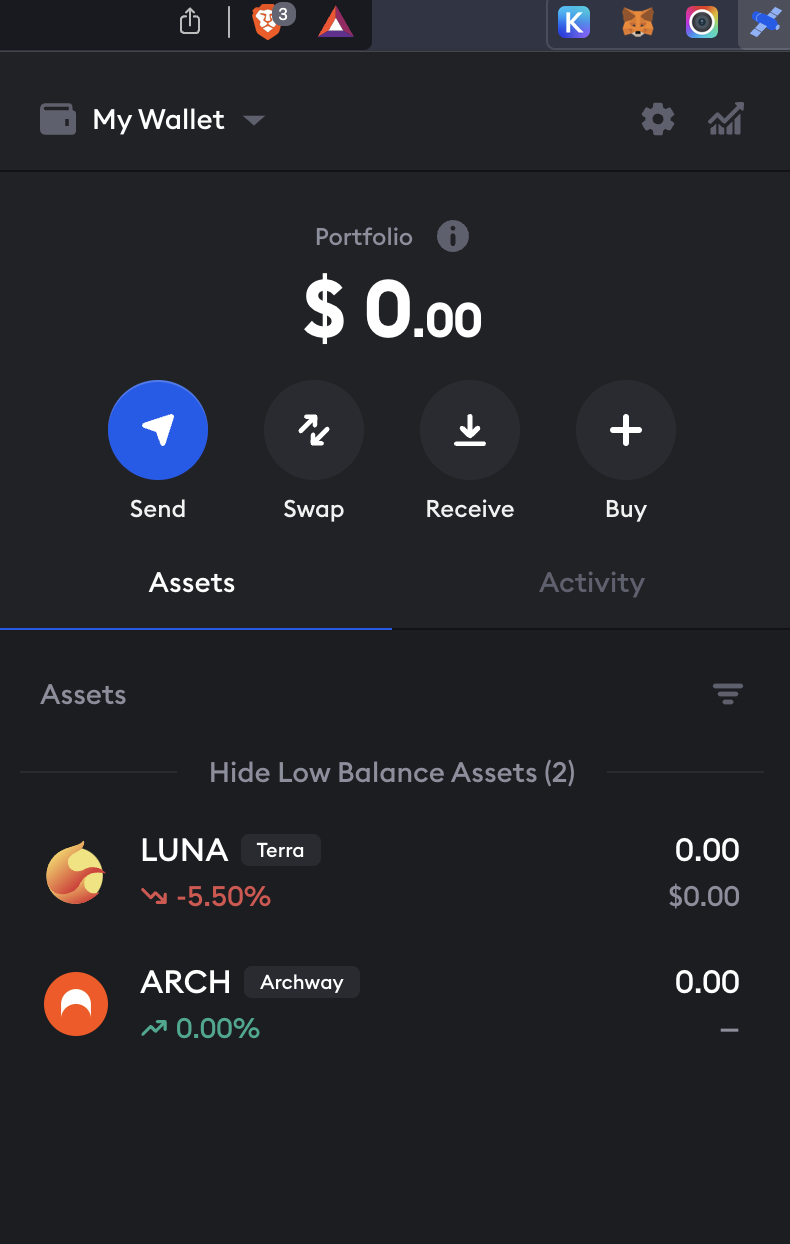 3
K
My Wallet
Portfolio
$ 0.00
Send Swap Receive Buy
Assets Activity
Assets
Hide Low Balance Assets (2)
LUNA Terra 0.00
-5.50% $0.00
ARCH Archway 0.00
0.00% –